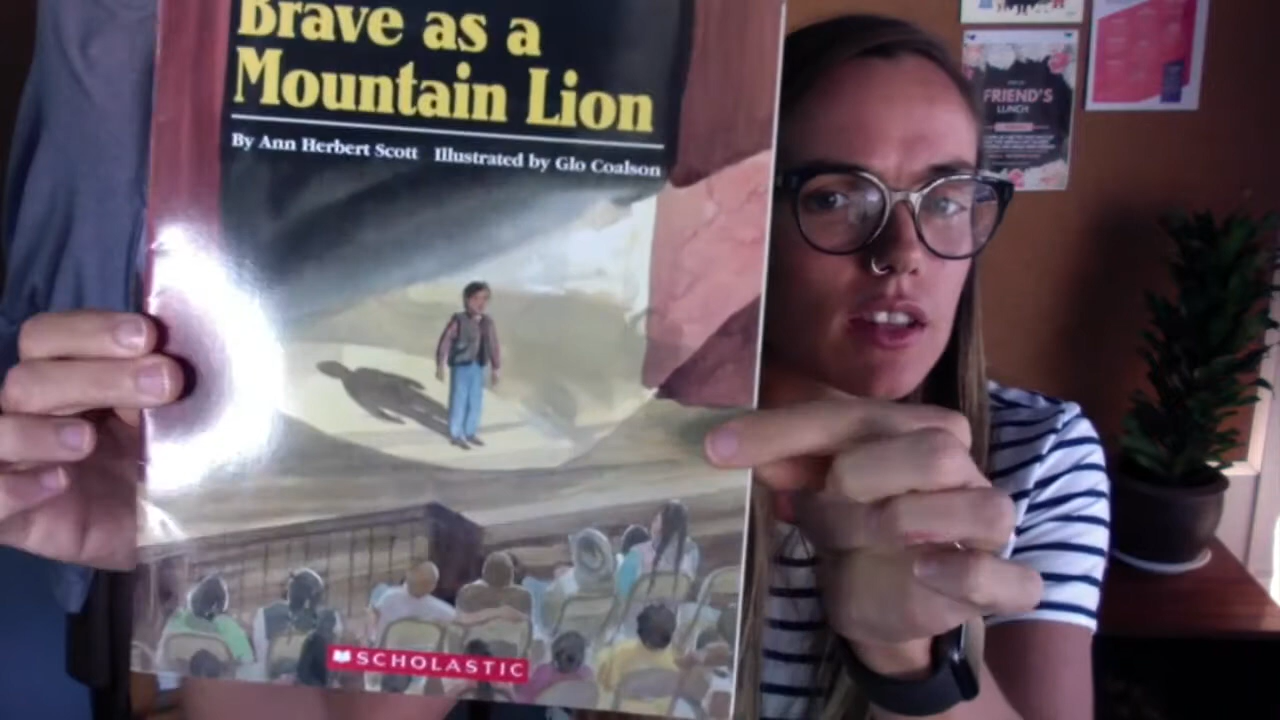 Brave as a
Mountain Lion
By Ann Herbert Scott Illustrated by Glo Coalson
SCHOLASTIC
FRIEND'S
LUNCH